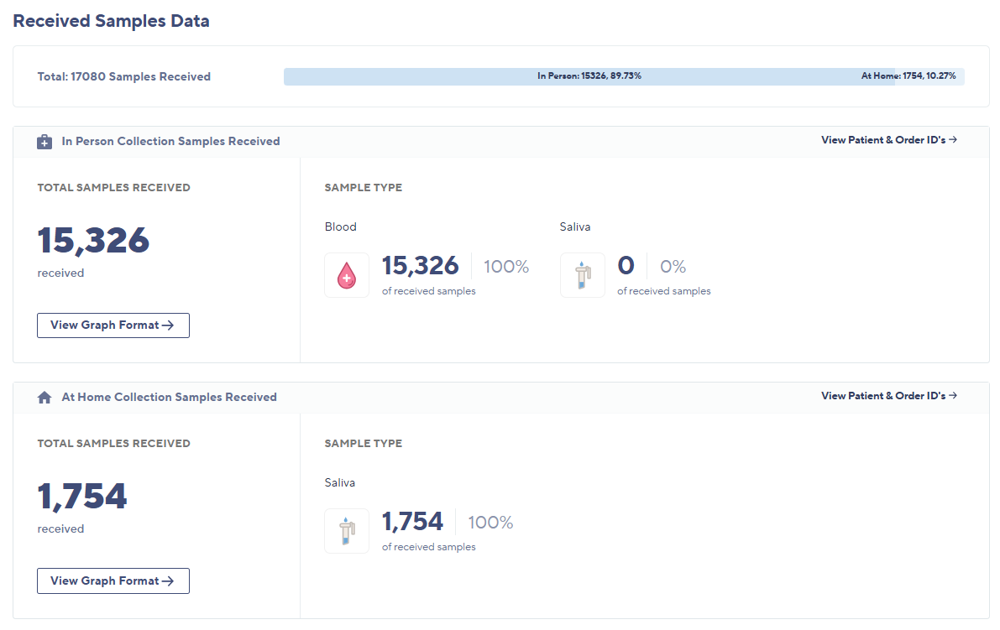 Received Samples Data
Total: 17080 Samples Received
In Person: 15326, 89.73%
At Home: 1754, 10.27%
In Person Collection Samples Received
View Patient & Order ID's →
TOTAL SAMPLES RECEIVED
SAMPLE TYPE
15,326
received
View Graph Format →
Blood
15,326
100%
of received samples
Saliva
0
0%
of received samples
At Home Collection Samples Received
View Patient & Order ID's →
TOTAL SAMPLES RECEIVED
SAMPLE TYPE
1,754
received
View Graph Format →
Saliva
1,754
100%
of received samples